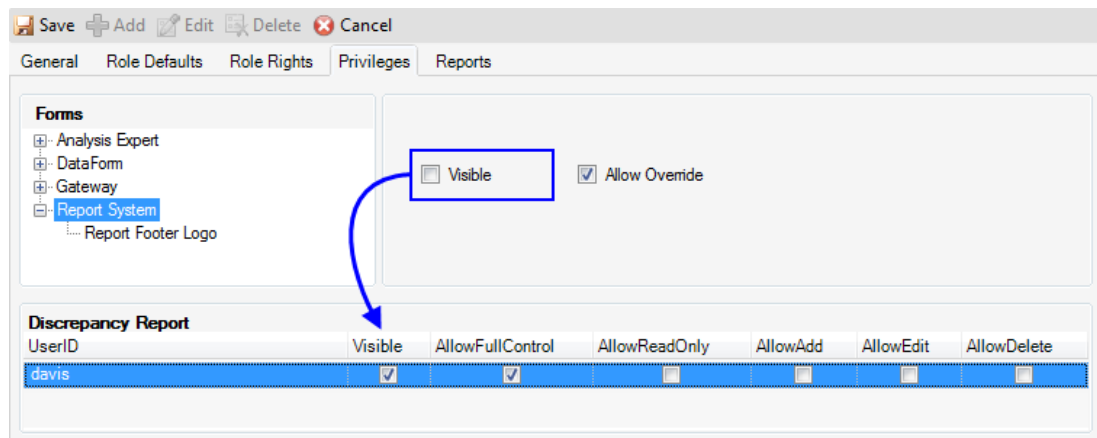 Save Add Edit Delete Cancel
General Role Defaults Role Rights Privileges Reports
Forms
Analysis Expert
DataForm
Gateway
Report System
Report Footer Logo
Visible Allow Override
Discrepancy Report
UserID Visible AllowFullControl AllowReadOnly AllowAdd AllowEdit AllowDelete
davis